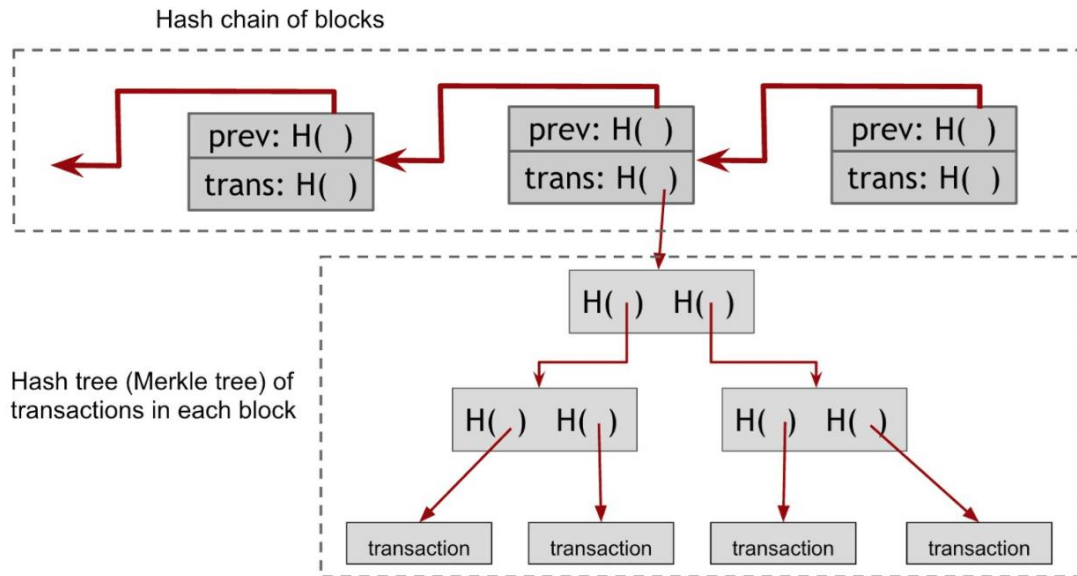 Hash chain of blocks
prev: H( )
trans: H( )
prev: H( )
trans: H( )
prev: H( )
trans: H( )
H( ) H( )
Hash tree (Merkle tree) of
transactions in each block
H( ) H( )
H( ) H( )
transaction
transaction
transaction
transaction